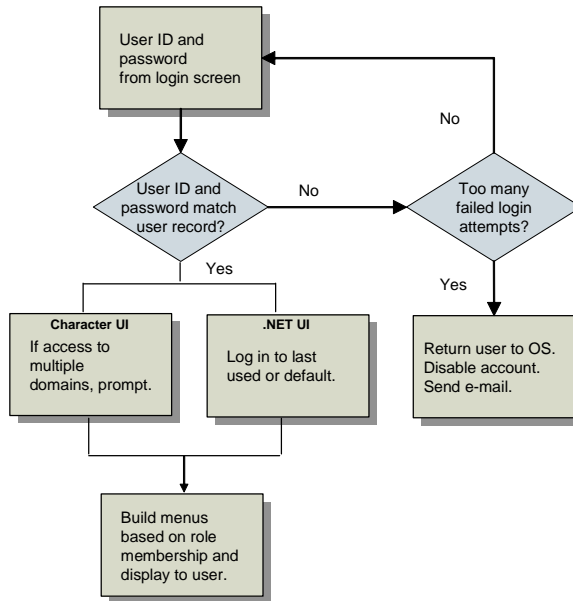 User ID and
password
from login screen
No
User ID and
password match
user record?
No
Too many
failed login
attempts?
Yes
Yes
Character UI
If access to
multiple
domains, prompt.
.NET UI
Log in to last
used or default.
Return user to OS.
Disable account.
Send e-mail.
Build menus
based on role
membership and
display to user.